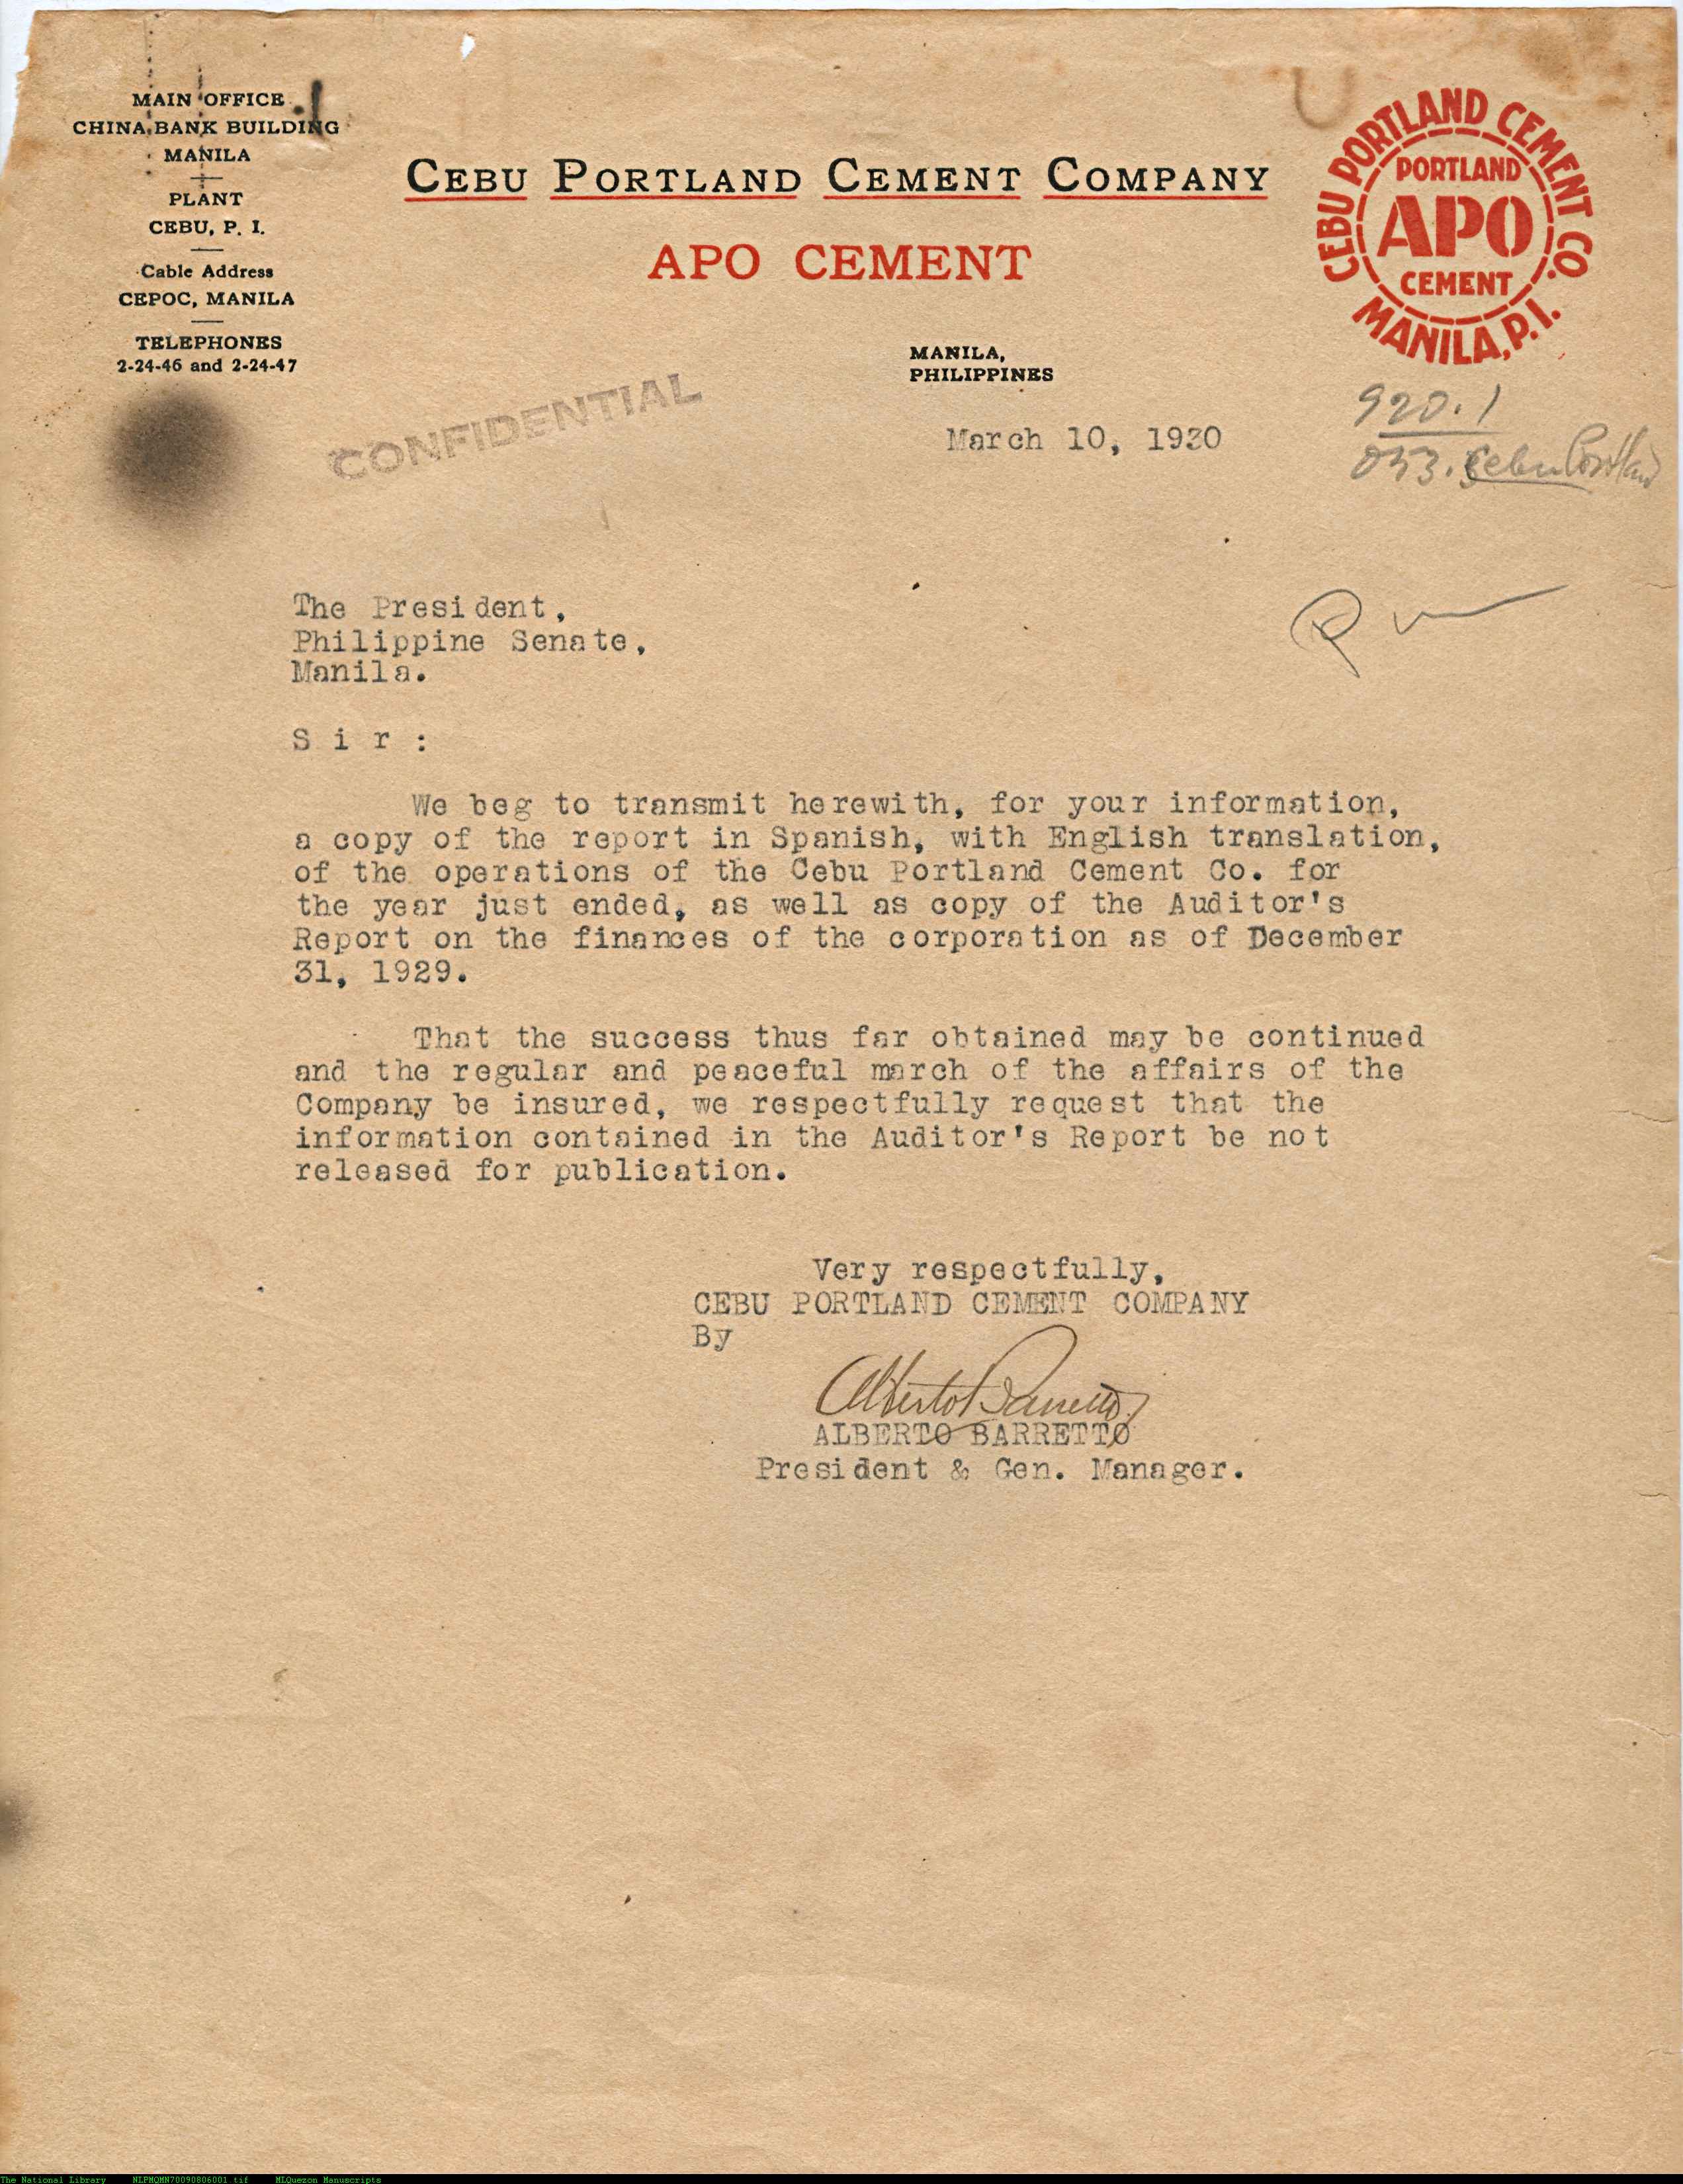 MAIN OFFICE
CHINA BANK BUILDING
MANILA
PLANT
CEBU, P. I.
Cable Address
CEPOC, MANILA
TELEPHONES
2-24-46 and 2-24-47
CEBU PORTLAND CEMENT COMPANY
APO CEMENT
CEBU PORTLAND CEMENT CO.
MANILA, P.I.
PORTLAND
APO
CEMENT
MANILA,
PHILIPPINES
CONFIDENTIAL
March 10, 1930
920.1
053. Cebu Portland
The President,
Philippine Senate,
Manila.
S i r :
We beg to transmit herewith, for your information,
a copy of the report in Spanish, with English translation,
of the operations of the Cebu Portland Cement Co. for
the year just ended, as well as copy of the Auditor's
Report on the finances of the corporation as of December
31, 1929.
That the success thus far obtained may be continued
and the regular and peaceful march of the affairs of the
Company be insured, we respectfully request that the
information contained in the Auditor's Report be not
released for publication.
Very respectfully,
CEBU PORTLAND CEMENT COMPANY
By
Alberto Barretto
ALBERTO BARRETTO
President & Gen. Manager.
The National Library NLPMQMN70090806001.tif MLQuezon Manuscripts